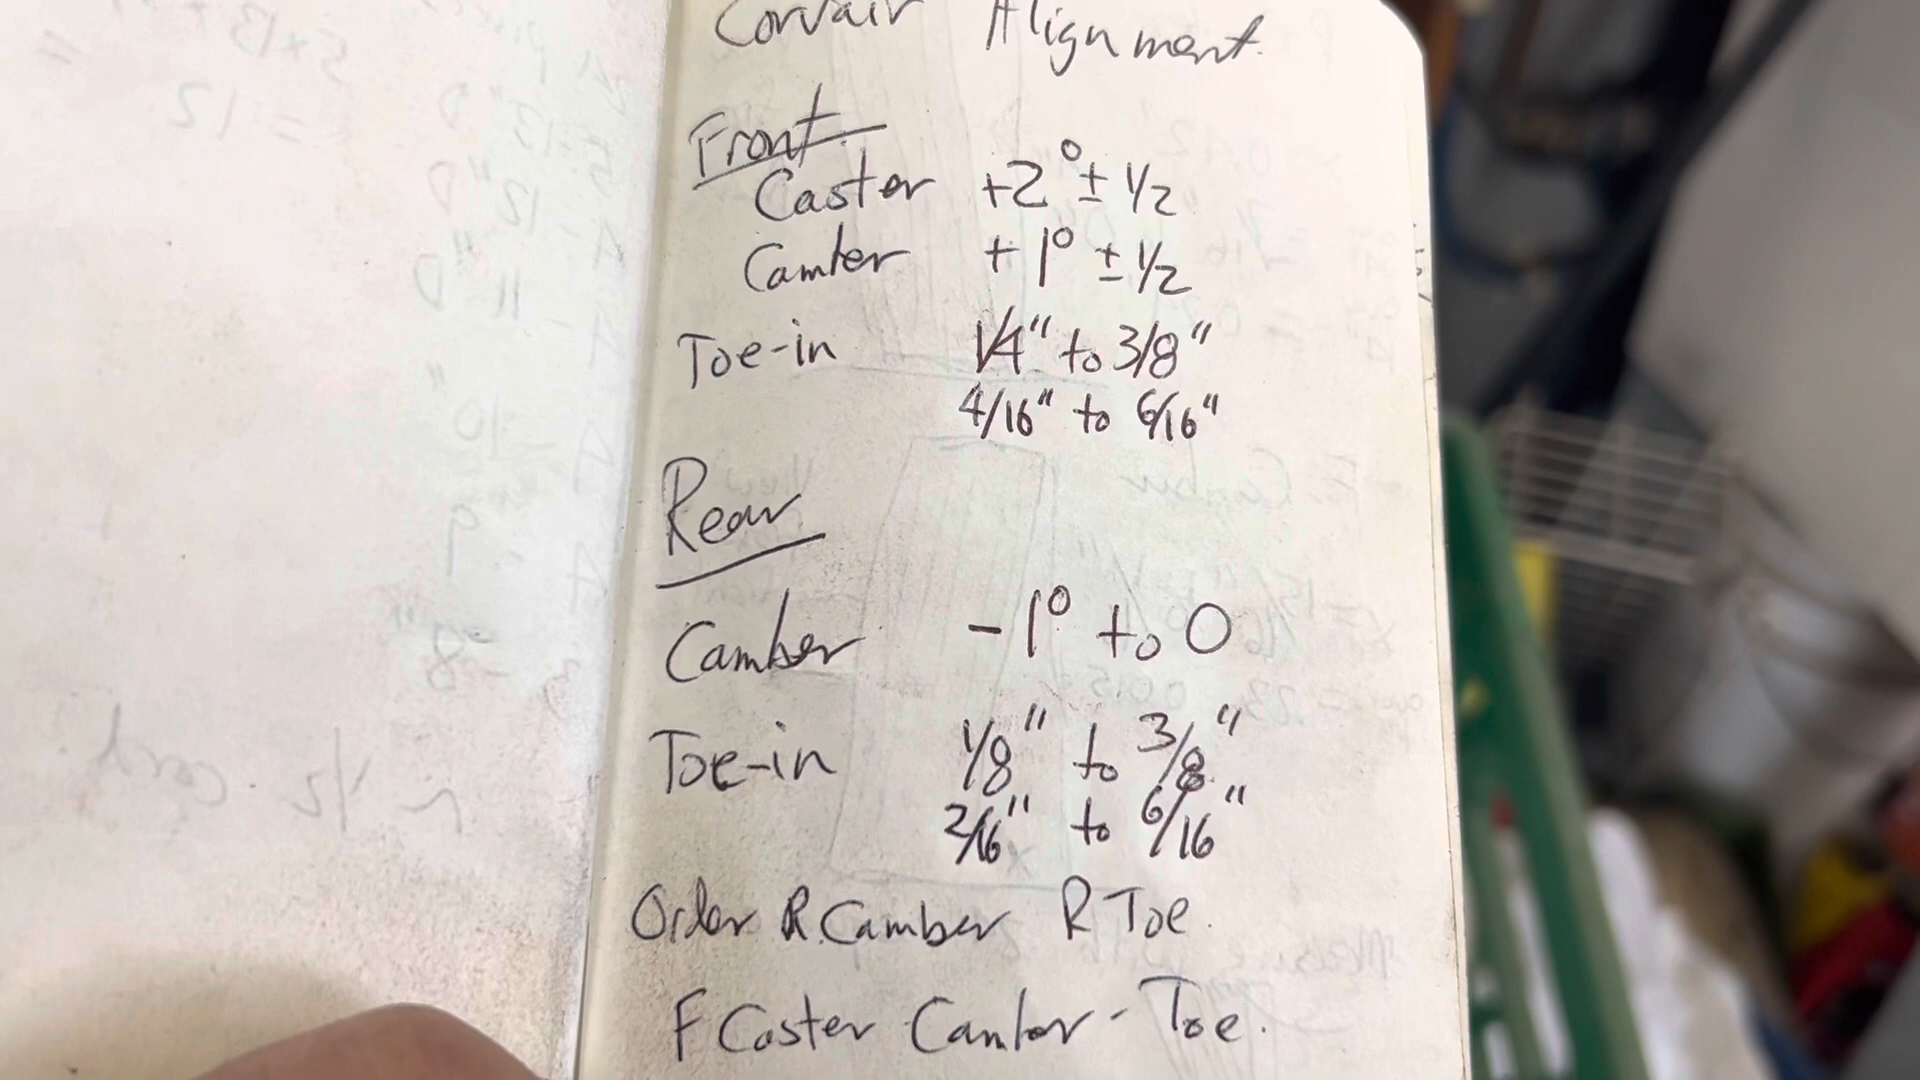 Corvair Alignment.
Front
Caster +2° ± 1/2
Camber +1° ± 1/2
Toe-in 1/4" to 3/8"
4/16" to 6/16"
Rear
Camber -1° to 0
Toe-in 1/8" to 3/8"
2/16" to 6/16"
Order R Camber R Toe.
F Caster Camber - Toe.